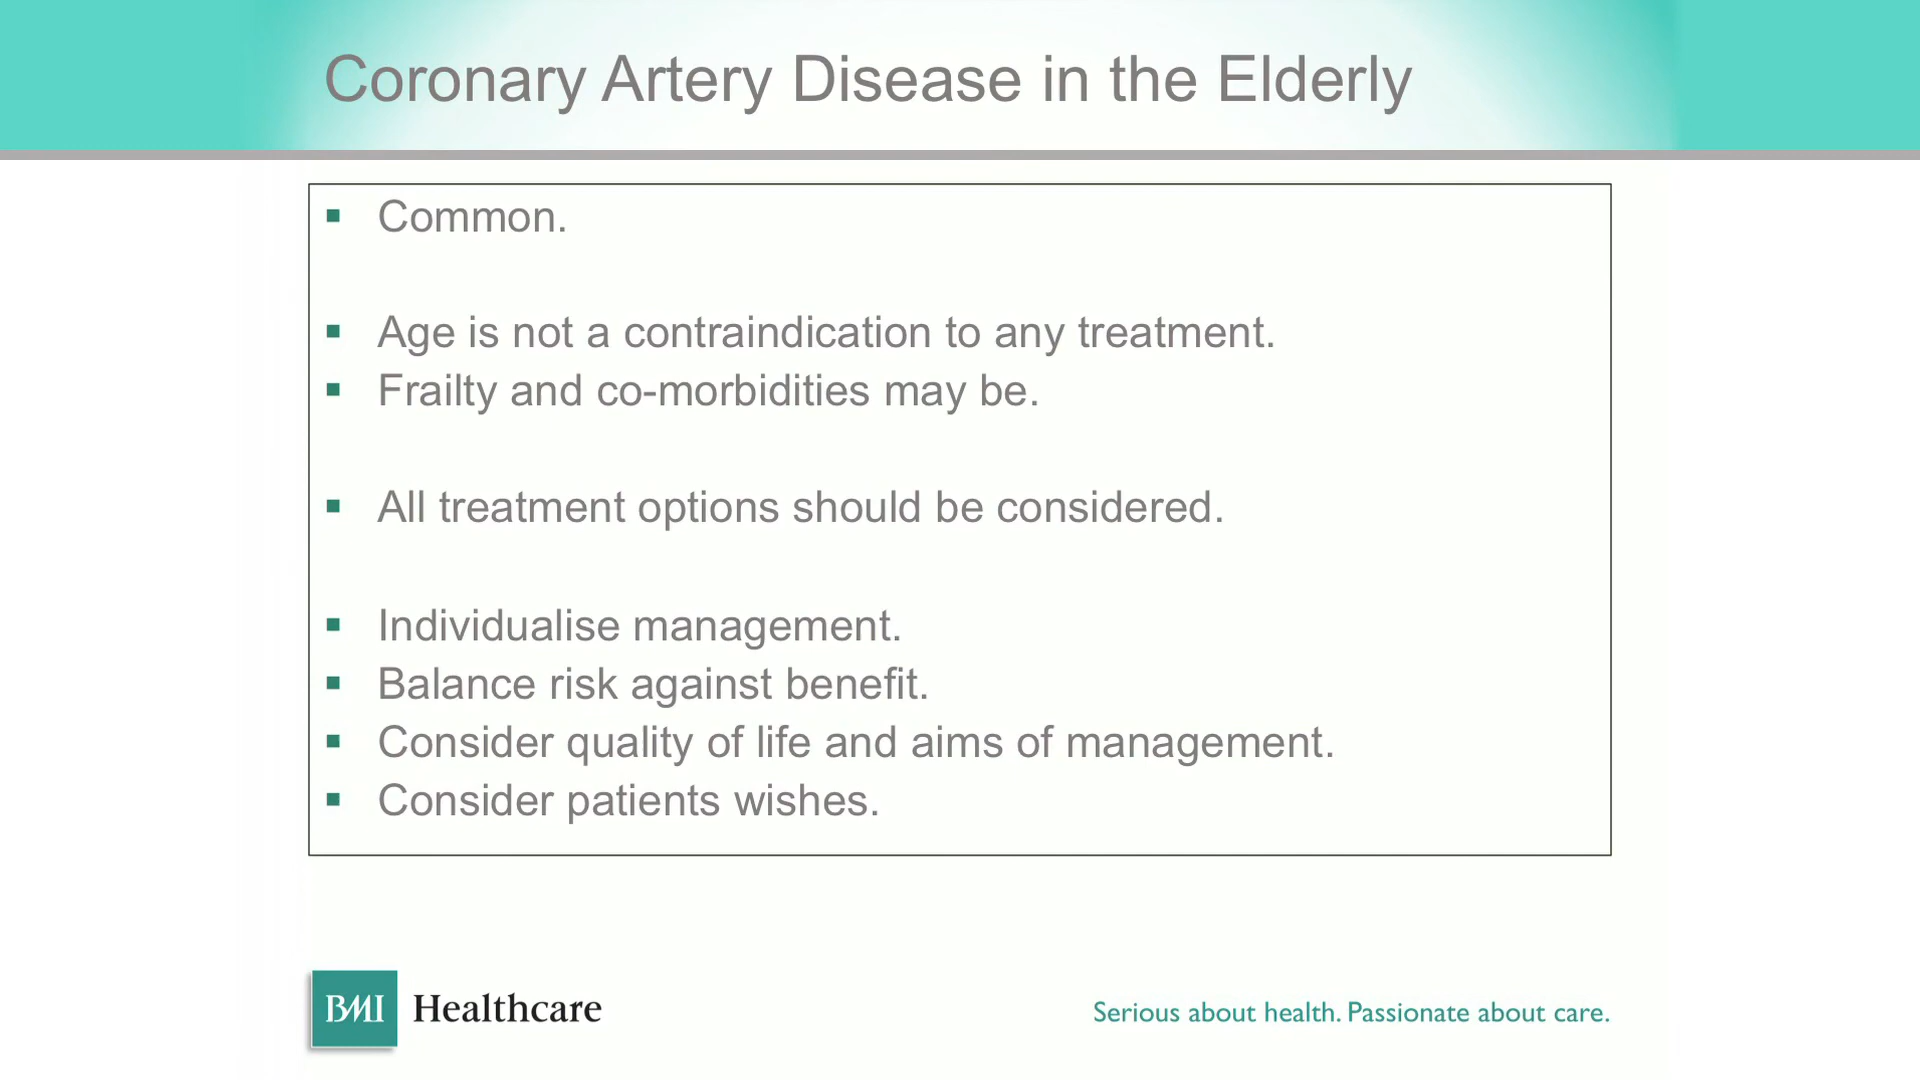 Coronary Artery Disease in the Elderly
▪ Common.
▪ Age is not a contraindication to any treatment.
▪ Frailty and co-morbidities may be.
▪ All treatment options should be considered.
▪ Individualise management.
▪ Balance risk against benefit.
▪ Consider quality of life and aims of management.
▪ Consider patients wishes.
BMI Healthcare
Serious about health. Passionate about care.